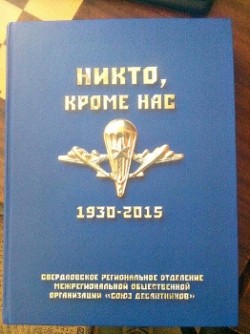 НИКТО,
КРОМЕ НАС
1930-2015
СВЕРДЛОВСКОЕ РЕГИОНАЛЬНОЕ ОТДЕЛЕНИЕ
МЕЖРЕГИОНАЛЬНОЙ ОБЩЕСТВЕННОЙ
ОРГАНИЗАЦИИ «СОЮЗ ДЕСАНТНИКОВ»